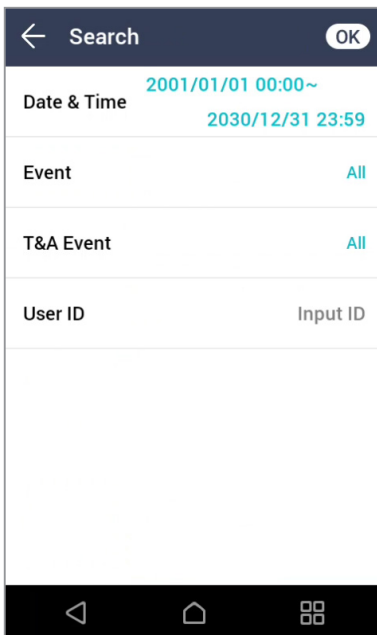 Search
OK
Date & Time
2001/01/01 00:00~
2030/12/31 23:59
Event
All
T&A Event
All
User ID
Input ID